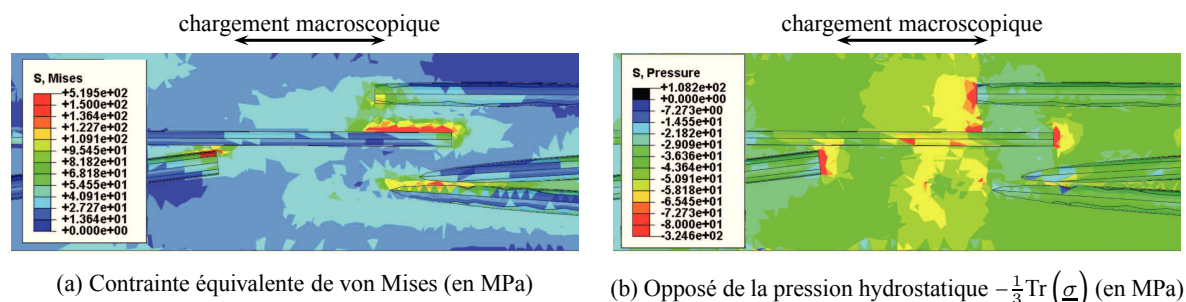 chargement macroscopique
S, Mises
+5.195e+02
+1.500e+02
+1.364e+02
+1.227e+02
+1.091e+02
+9.545e+01
+8.182e+01
+6.818e+01
+5.455e+01
+4.091e+01
+2.727e+01
+1.364e+01
+0.000e+00
(a) Contrainte équivalente de von Mises (en MPa)
chargement macroscopique
S, Pressure
+1.082e+02
+0.000e+00
-7.273e+00
-1.455e+01
-2.182e+01
-2.909e+01
-3.636e+01
-4.364e+01
-5.091e+01
-5.818e+01
-6.545e+01
-7.273e+01
-8.000e+01
-3.246e+02
(b) Opposé de la pression hydrostatique −1/3 Tr (σ) (en MPa)